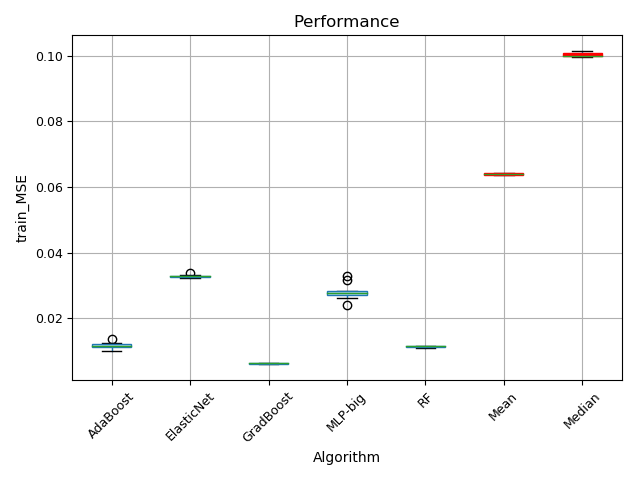 Performance
0.10
0.08
0.06
0.04
0.02
train_MSE
AdaBoost
ElasticNet
GradBoost
MLP-big
RF
Mean
Median
Algorithm